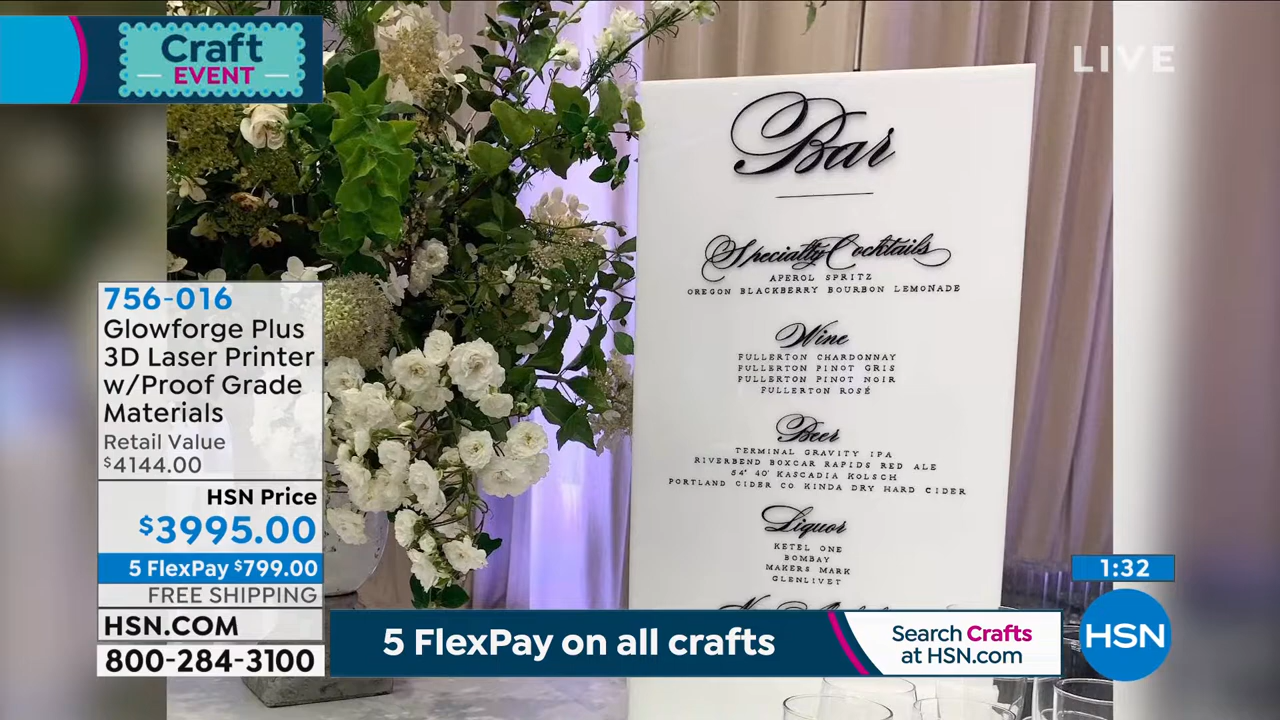 Craft
EVENT
LIVE
Bar
Specialty Cocktails
APEROL SPRITZ
OREGON BLACKBERRY BOURBON LEMONADE
Wine
FULLERTON CHARDONNAY
FULLERTON PINOT GRIS
FULLERTON PINOT NOIR
FULLERTON ROSÉ
Beer
TERMINAL GRAVITY IPA
RIVERBEND BOXCAR RAPIDS RED ALE
54° 40' KASCADIA KOLSCH
PORTLAND CIDER CO KINDA DRY HARD CIDER
Liquor
KETEL ONE
BOMBAY
MAKERS MARK
GLENLIVET
756-016
Glowforge Plus
3D Laser Printer
w/Proof Grade
Materials
Retail Value
$4144.00
HSN Price
$3995.00
5 FlexPay $799.00
FREE SHIPPING
HSN.COM
800-284-3100
5 FlexPay on all crafts
Search Crafts
at HSN.com
1:32
HSN